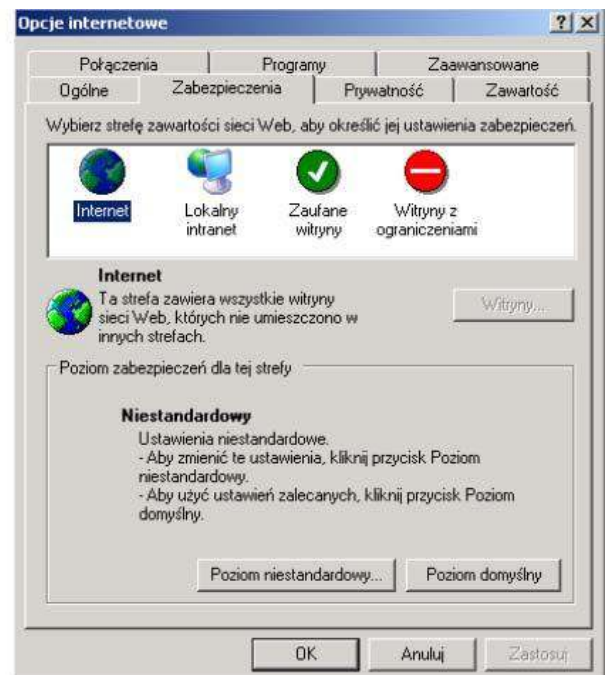 Opcje internetowe
Połączenia Programy Zaawansowane
Ogólne Zabezpieczenia Prywatność Zawartość
Wybierz strefę zawartości sieci Web, aby określić jej ustawienia zabezpieczeń.
Internet Lokalny intranet Zaufane witryny Witryny z ograniczeniami
Internet
Ta strefa zawiera wszystkie witryny
sieci Web, których nie umieszczono w
innych strefach.
Witryny...
Poziom zabezpieczeń dla tej strefy
Niestandardowy
Ustawienia niestandardowe.
- Aby zmienić te ustawienia, kliknij przycisk Poziom
niestandardowy.
- Aby użyć ustawień zalecanych, kliknij przycisk Poziom
domyślny.
Poziom niestandardowy... Poziom domyślny
OK Anuluj Zastosuj